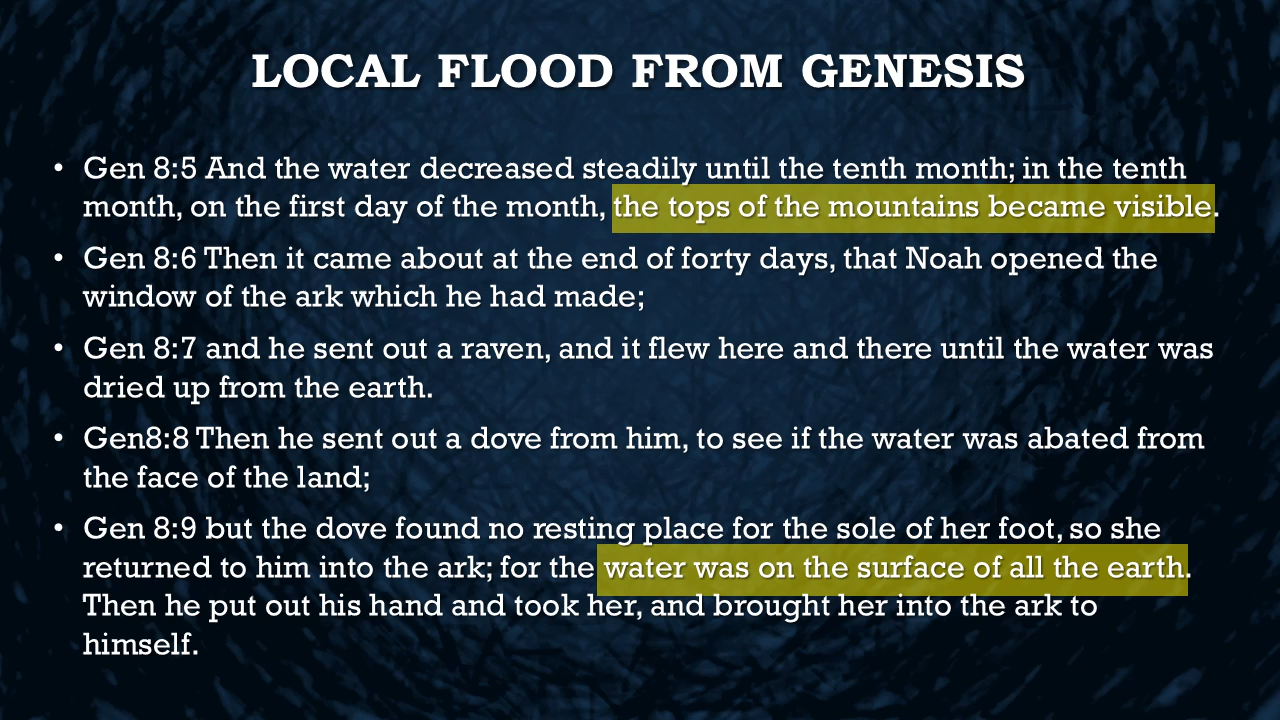 LOCAL FLOOD FROM GENESIS
• Gen 8:5 And the water decreased steadily until the tenth month; in the tenth
month, on the first day of the month, the tops of the mountains became visible.
• Gen 8:6 Then it came about at the end of forty days, that Noah opened the
window of the ark which he had made;
• Gen 8:7 and he sent out a raven, and it flew here and there until the water was
dried up from the earth.
• Gen8:8 Then he sent out a dove from him, to see if the water was abated from
the face of the land;
• Gen 8:9 but the dove found no resting place for the sole of her foot, so she
returned to him into the ark; for the water was on the surface of all the earth.
Then he put out his hand and took her, and brought her into the ark to
himself.